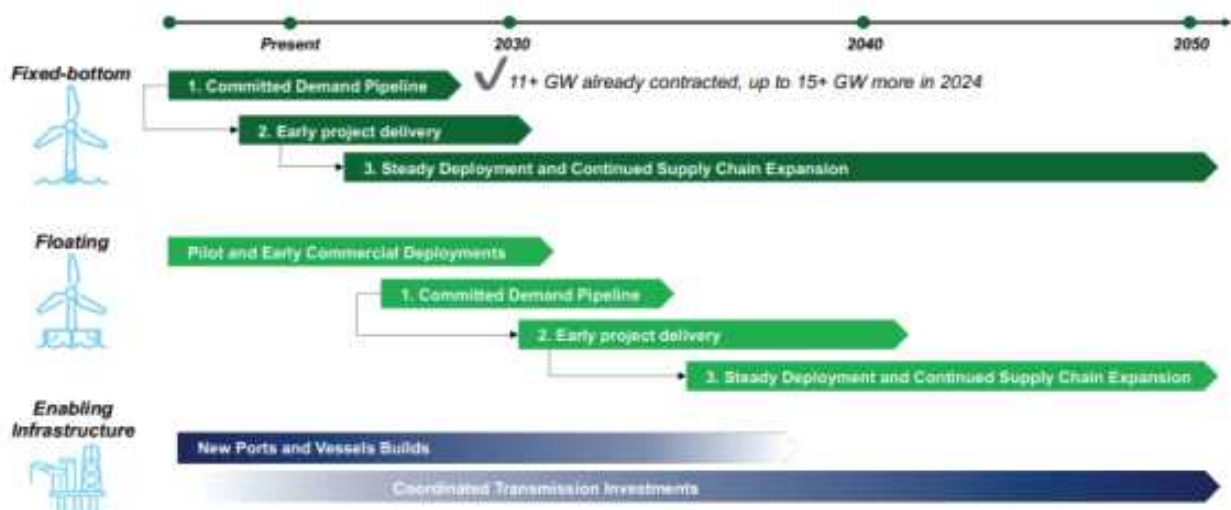 Present 2030 2040 2050
Fixed-bottom
1. Committed Demand Pipeline
11+ GW already contracted, up to 15+ GW more in 2024
2. Early project delivery
3. Steady Deployment and Continued Supply Chain Expansion
Floating
Pilot and Early Commercial Deployments
1. Committed Demand Pipeline
2. Early project delivery
3. Steady Deployment and Continued Supply Chain Expansion
Enabling
Infrastructure
New Ports and Vessels Builds
Coordinated Transmission Investments